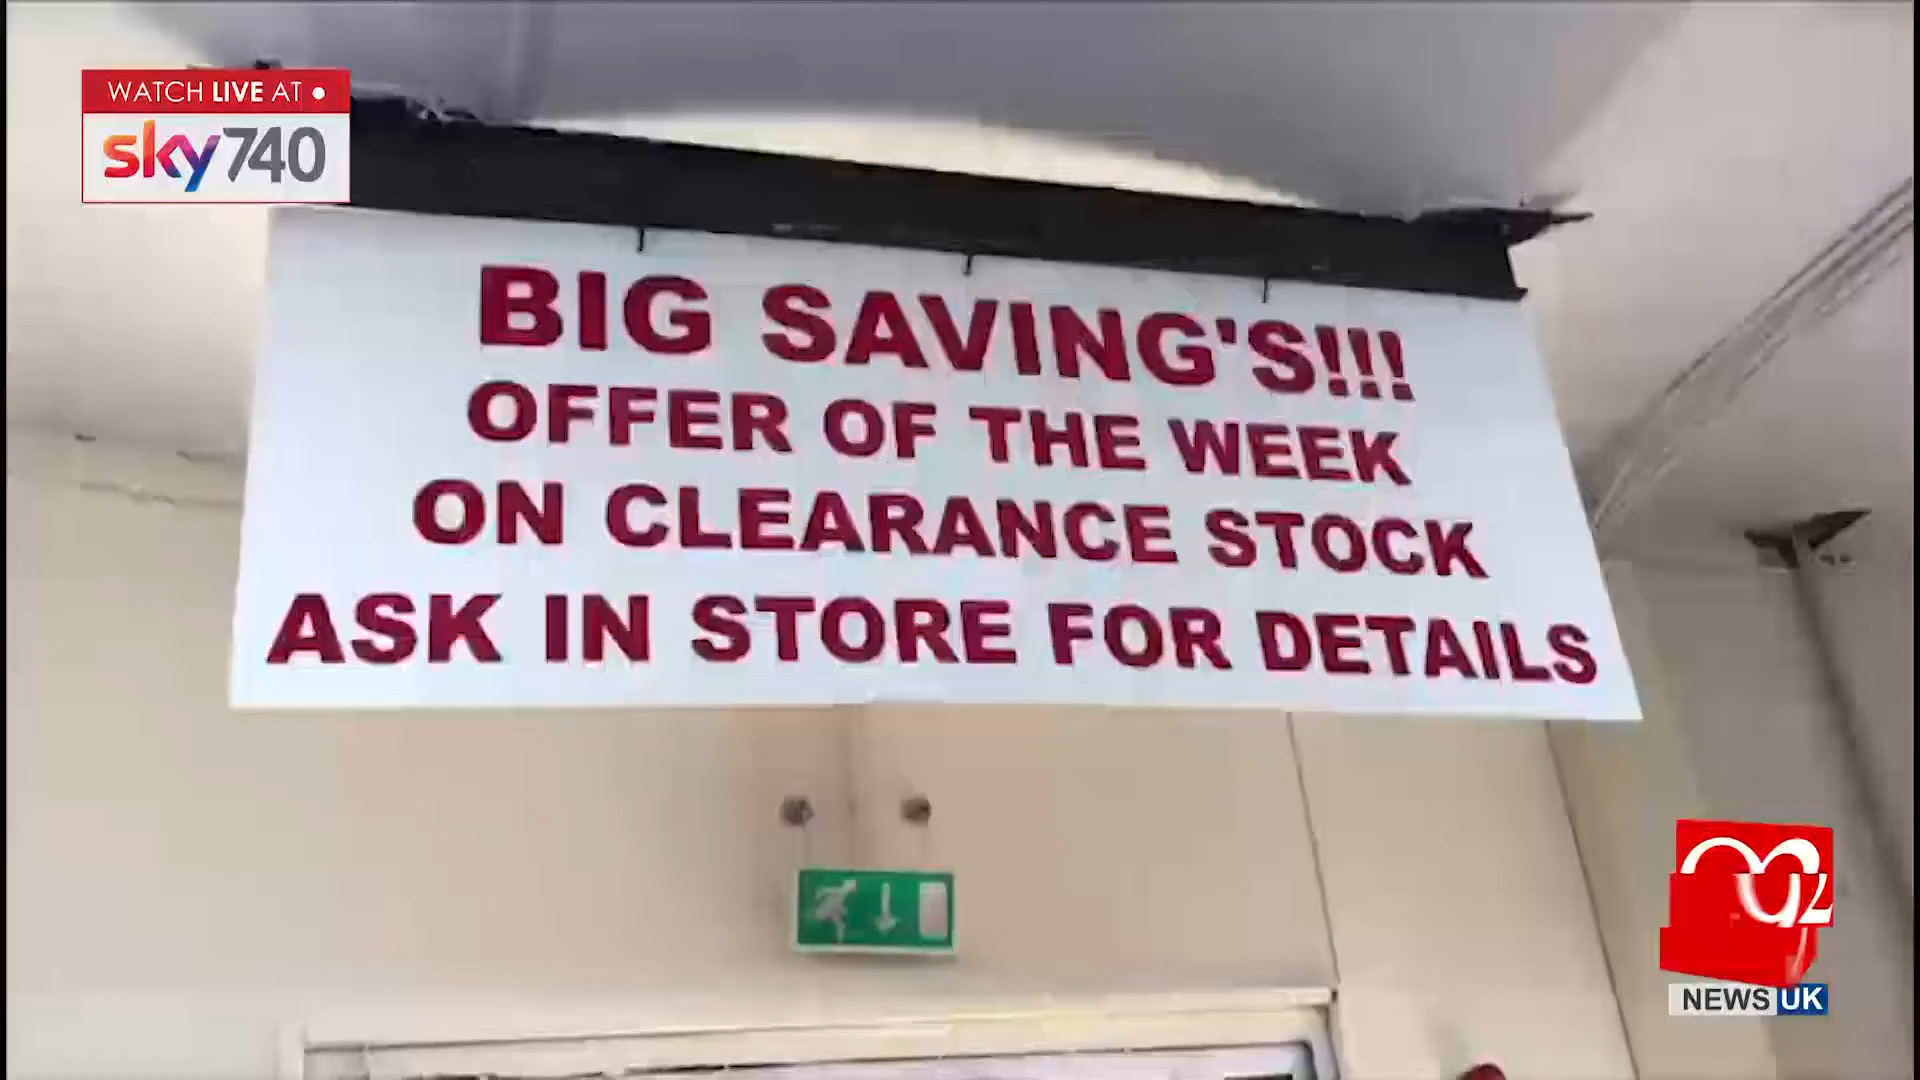 WATCH LIVE AT
sky740
BIG SAVING'S!!!
OFFER OF THE WEEK
ON CLEARANCE STOCK
ASK IN STORE FOR DETAILS
92
NEWS UK